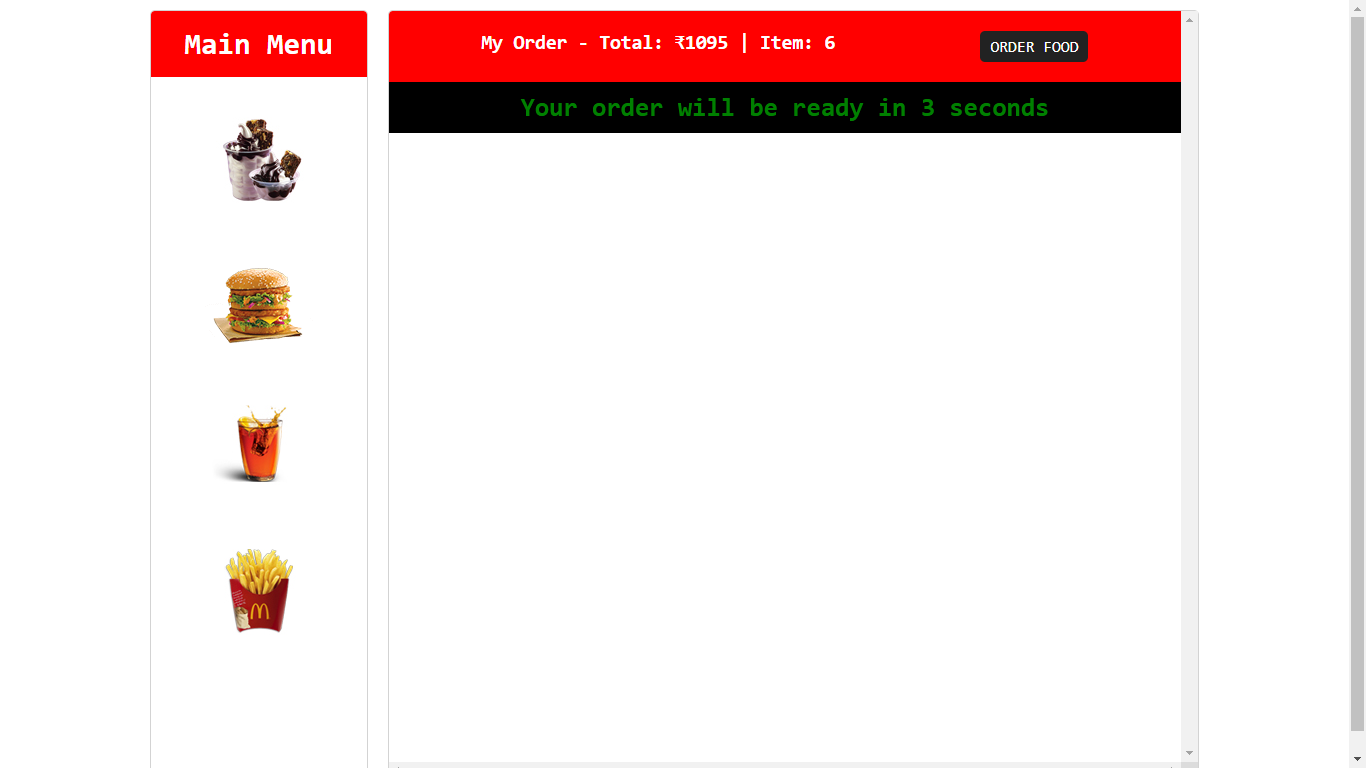 Main Menu
My Order - Total: ₹1095 | Item: 6
ORDER FOOD
Your order will be ready in 3 seconds